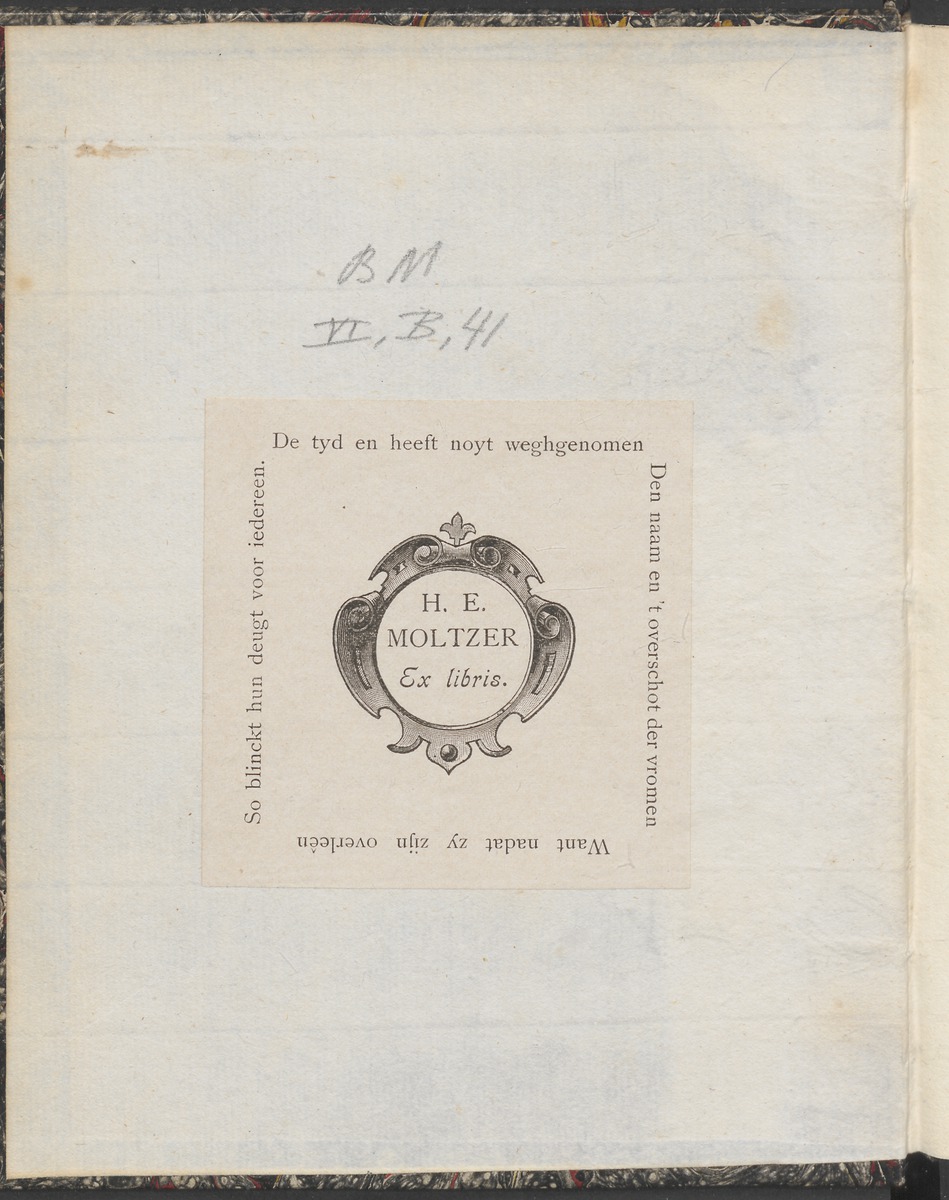 BM
VI, B, 41
De tyd en heeft noyt weghgenomen
Den naam en 't overschot der vromen
Want nadat zy zijn overleên
So blinckt hun deugt voor iedereen.
H. E.
MOLTZER
Ex libris.